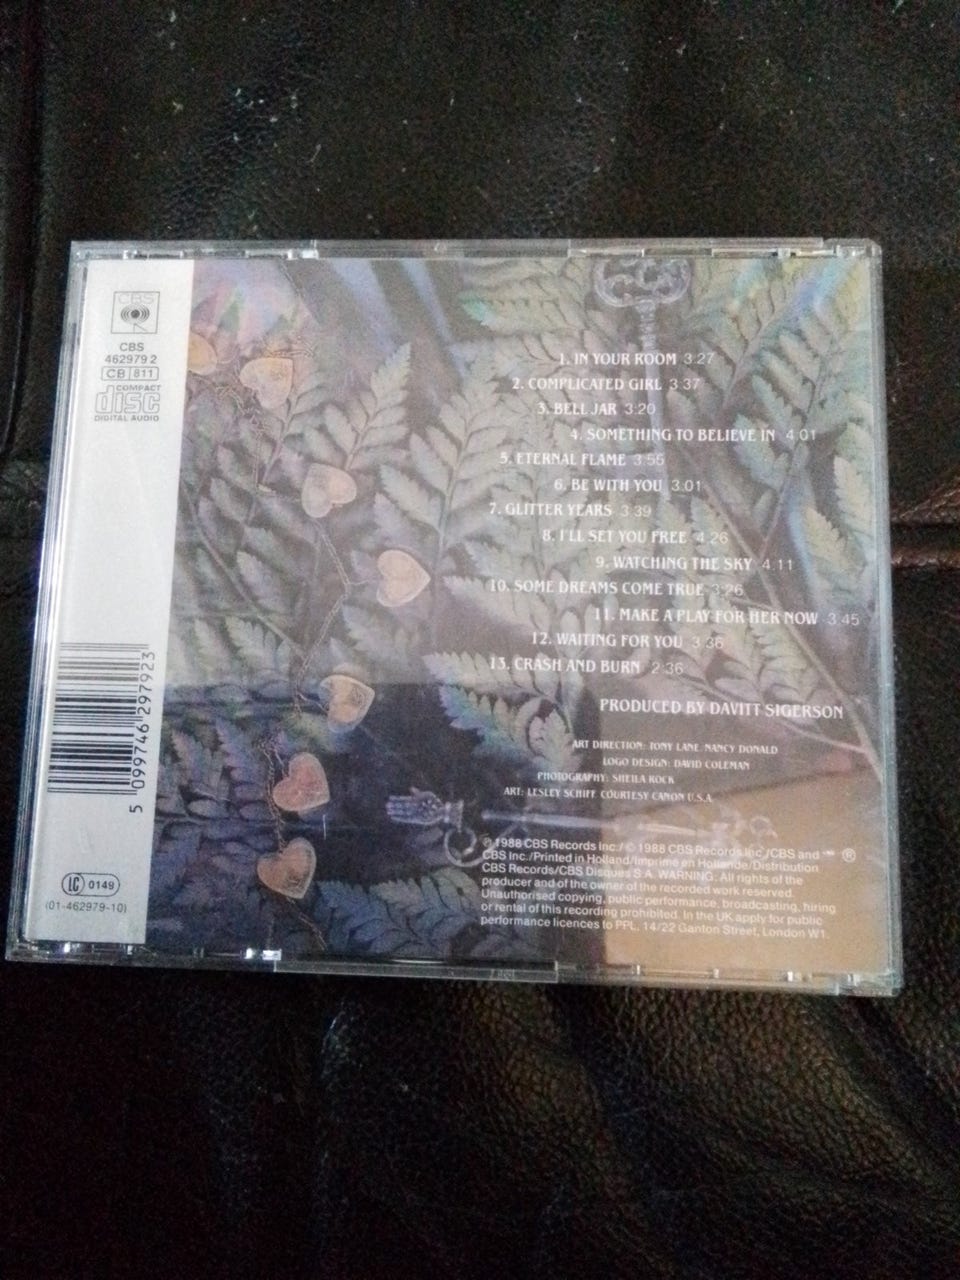 CBS
CBS
462979 2
CB 811
COMPACT
disc
DIGITAL AUDIO
1. IN YOUR ROOM 3:27
2. COMPLICATED GIRL 3:37
3. BELL JAR 3:20
4. SOMETHING TO BELIEVE IN 4:01
5. ETERNAL FLAME 3:55
6. BE WITH YOU 3:01
7. GLITTER YEARS 3:39
8. I'LL SET YOU FREE 4:26
9. WATCHING THE SKY 4:11
10. SOME DREAMS COME TRUE 3:26
11. MAKE A PLAY FOR HER NOW 3:45
12. WAITING FOR YOU 3:36
13. CRASH AND BURN 2:36
PRODUCED BY DAVITT SIGERSON
ART DIRECTION: TONY LANE, NANCY DONALD
LOGO DESIGN: DAVID COLEMAN
PHOTOGRAPHY: SHEILA ROCK
ART: LESLEY SCHIFF COURTESY CANON U.S.A.
℗ 1988 CBS Records Inc./ © 1988 CBS Records Inc./CBS and ®
CBS Inc./Printed in Holland/Imprimé en Hollande/Distribution
CBS Records/CBS Disques S.A. WARNING: All rights of the
producer and of the owner of the recorded work reserved.
Unauthorised copying, public performance, broadcasting, hiring
or rental of this recording prohibited. In the UK apply for public
performance licences to PPL, 14/22 Ganton Street, London W1.
5 099746 297923
LC 0149
(01-462979-10)